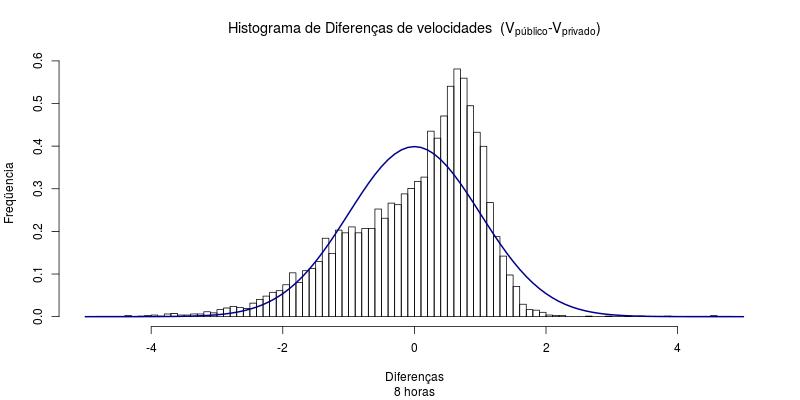 Histograma de Diferenças de velocidades (Vpúblico-Vprivado)
0.6
0.5
0.4
0.3
0.2
0.1
0.0
Freqüencia
-4 -2 0 2 4
Diferenças
8 horas